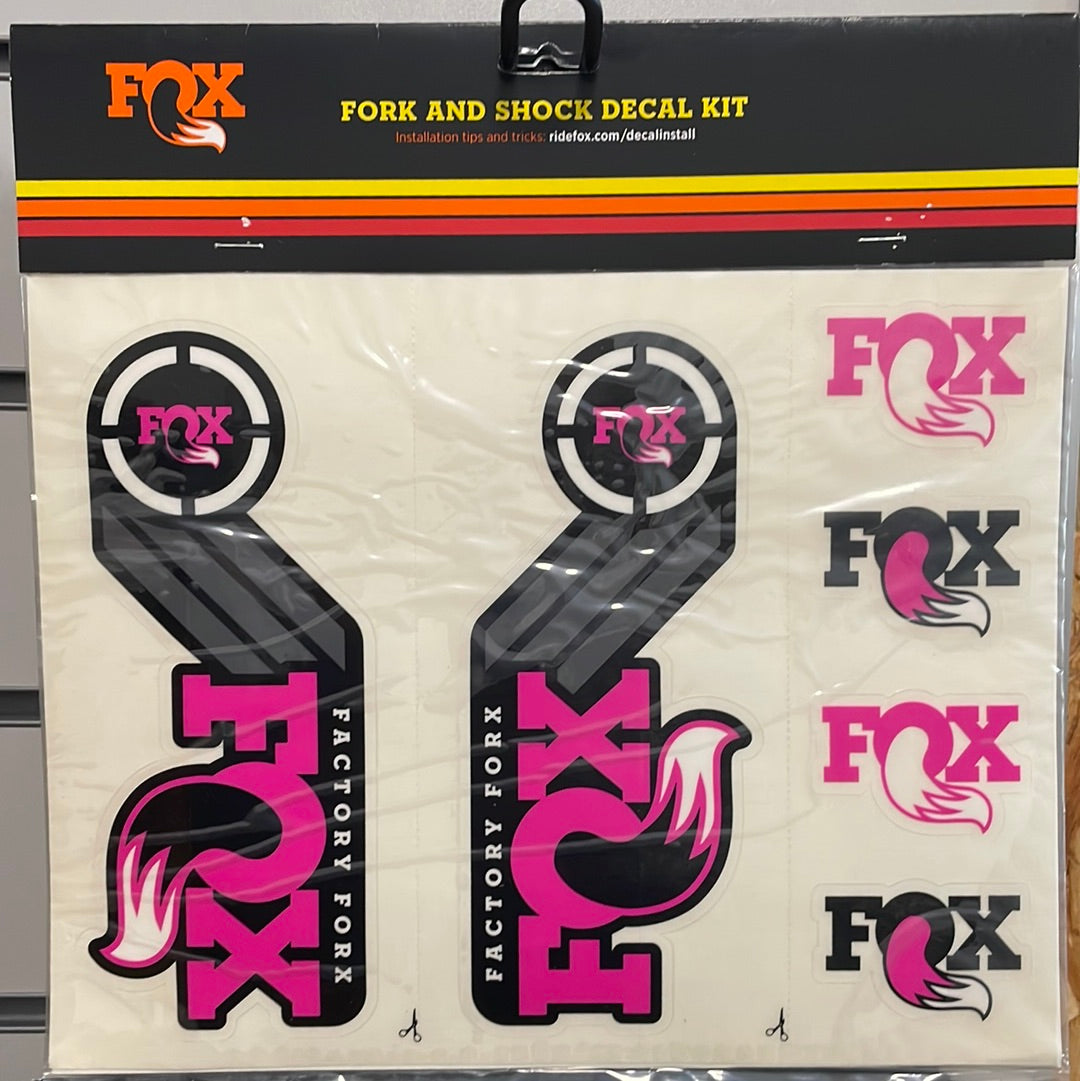 FOX
FORK AND SHOCK DECAL KIT
Installation tips and tricks: ridefox.com/decalinstall
FOX
FOX
FOX
FACTORY FORX
FOX
FACTORY FORX
FOX
FOX
FOX
FOX